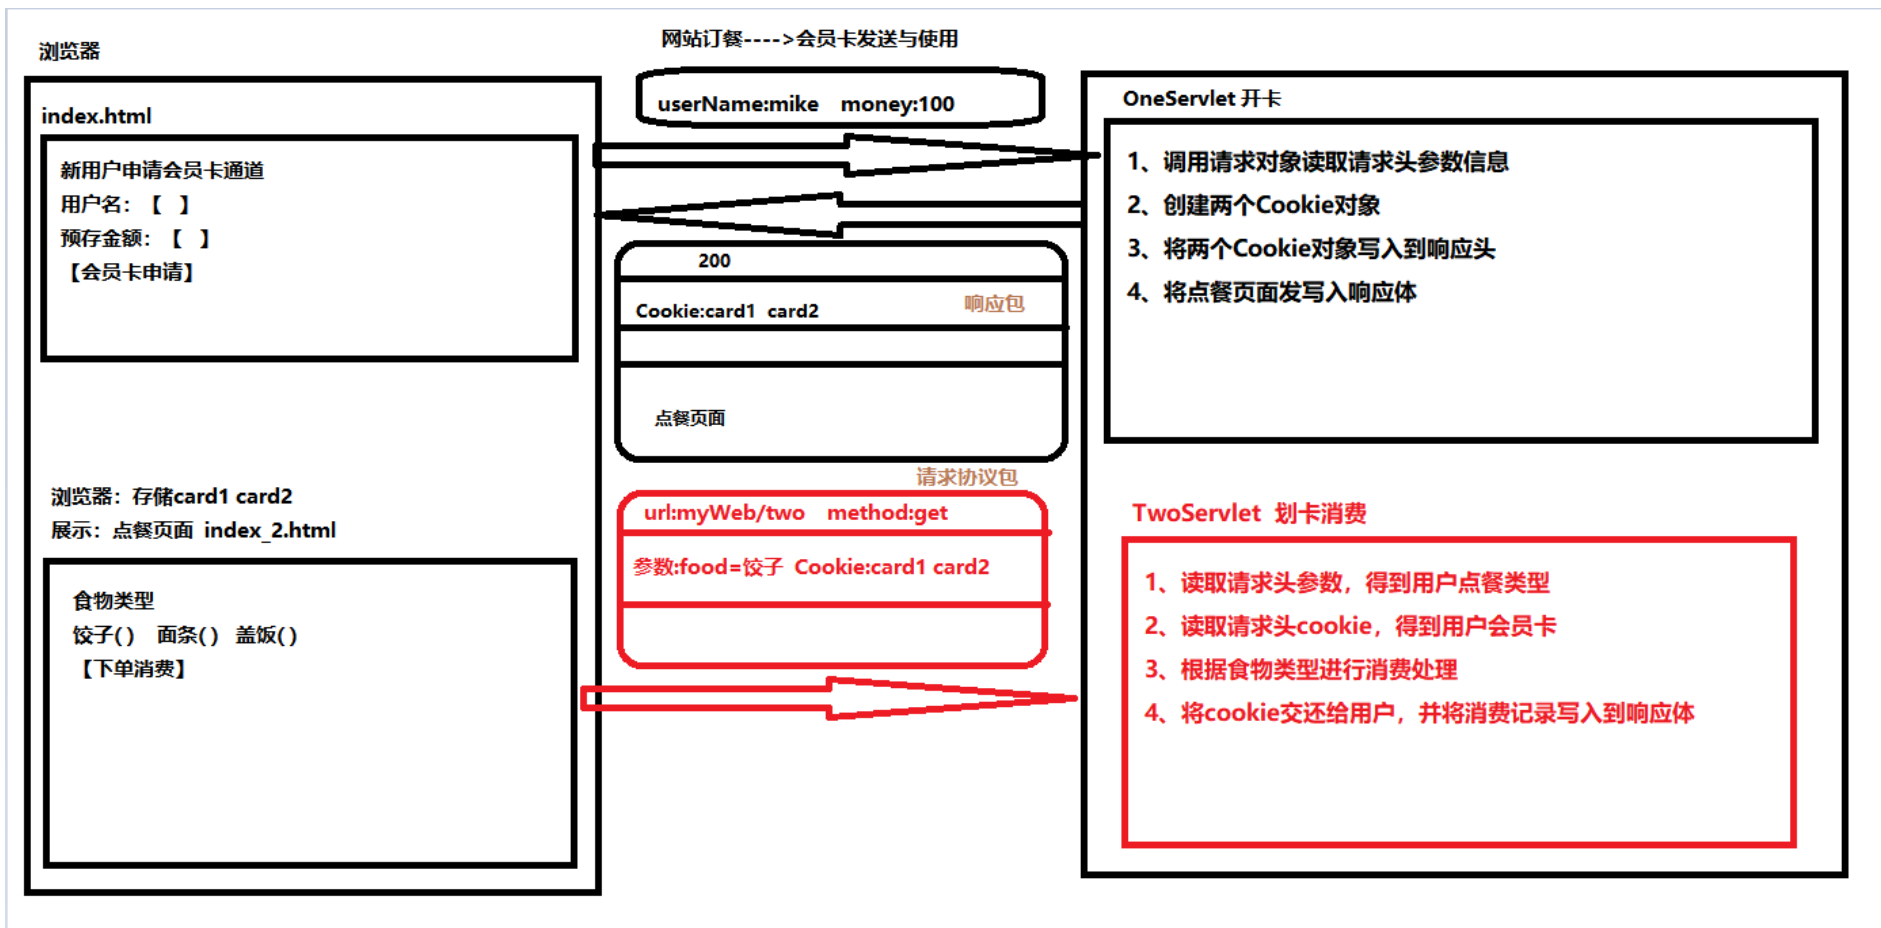 网站订餐---->会员卡发送与使用
浏览器
index.html
新用户申请会员卡通道
用户名：【 】
预存金额：【 】
【会员卡申请】
浏览器：存储card1 card2
展示：点餐页面 index_2.html
食物类型
饺子( ) 面条( ) 盖饭( )
【下单消费】
userName:mike money:100
200
Cookie:card1 card2
响应包
点餐页面
请求协议包
url:myWeb/two method:get
参数:food=饺子 Cookie:card1 card2
OneServlet 开卡
1、调用请求对象读取请求头参数信息
2、创建两个Cookie对象
3、将两个Cookie对象写入到响应头
4、将点餐页面发写入响应体
TwoServlet 划卡消费
1、读取请求头参数，得到用户点餐类型
2、读取请求头cookie，得到用户会员卡
3、根据食物类型进行消费处理
4、将cookie交还给用户，并将消费记录写入到响应体